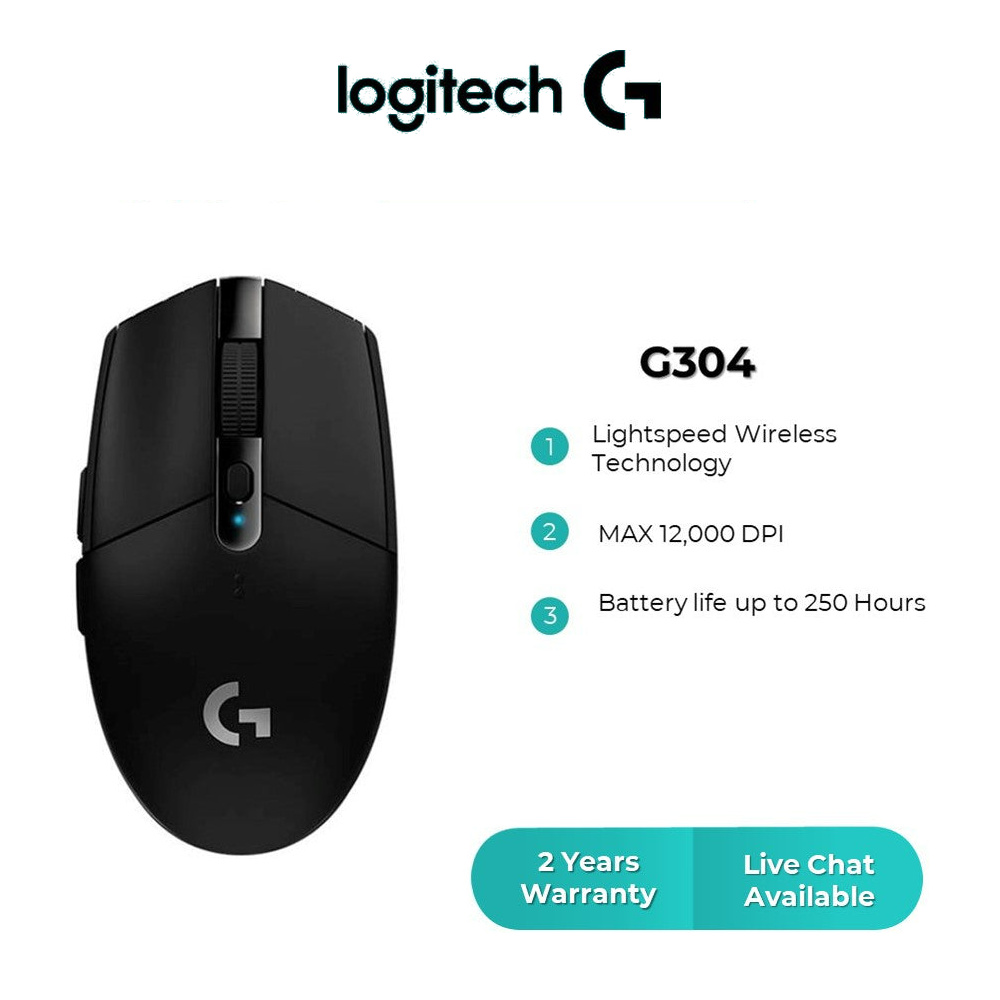 logitech G
G304
1
Lightspeed Wireless
Technology
2
MAX 12,000 DPI
3
Battery life up to 250 Hours
G
2 Years
Warranty
Live Chat
Available